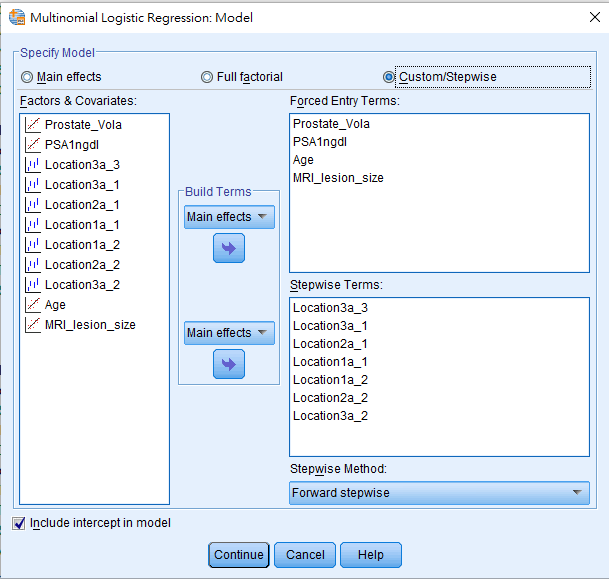 Multinomial Logistic Regression: Model
Specify Model
Main effects
Full factorial
Custom/Stepwise
Factors & Covariates:
Prostate_Vola
PSA1ngdl
Location3a_3
Location3a_1
Location2a_1
Location1a_1
Location1a_2
Location2a_2
Location3a_2
Age
MRI_lesion_size
Build Terms
Main effects
Main effects
Forced Entry Terms:
Prostate_Vola
PSA1ngdl
Age
MRI_lesion_size
Stepwise Terms:
Location3a_3
Location3a_1
Location2a_1
Location1a_1
Location1a_2
Location2a_2
Location3a_2
Stepwise Method:
Forward stepwise
Include intercept in model
Continue
Cancel
Help